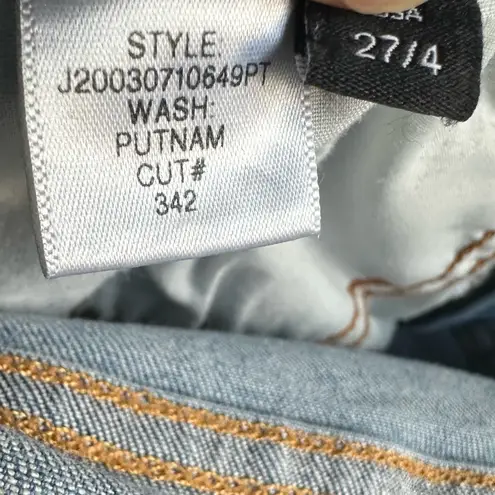 STYLE
J20030710649PT
WASH:
PUTNAM
CUT#
342
27/4